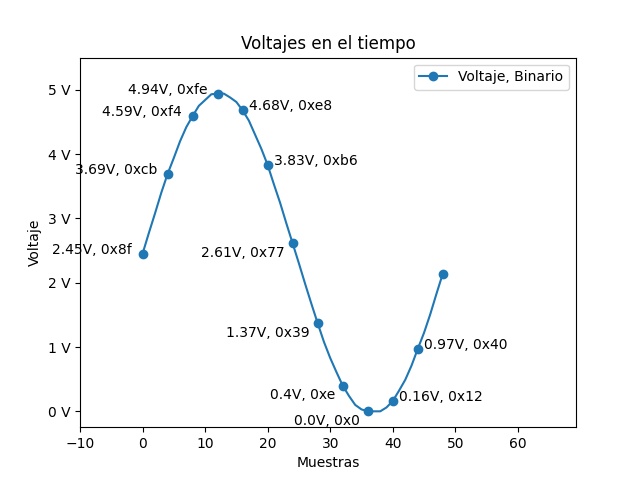 Voltajes en el tiempo
Voltaje, Binario
5 V
4 V
3 V
2 V
1 V
0 V
Voltaje
4.94V, 0xfe
4.59V, 0xf4
4.68V, 0xe8
3.69V, 0xcb
3.83V, 0xb6
2.45V, 0x8f
2.61V, 0x77
1.37V, 0x39
0.97V, 0x40
0.4V, 0xe
0.16V, 0x12
0.0V, 0x0
−10 0 10 20 30 40 50 60
Muestras